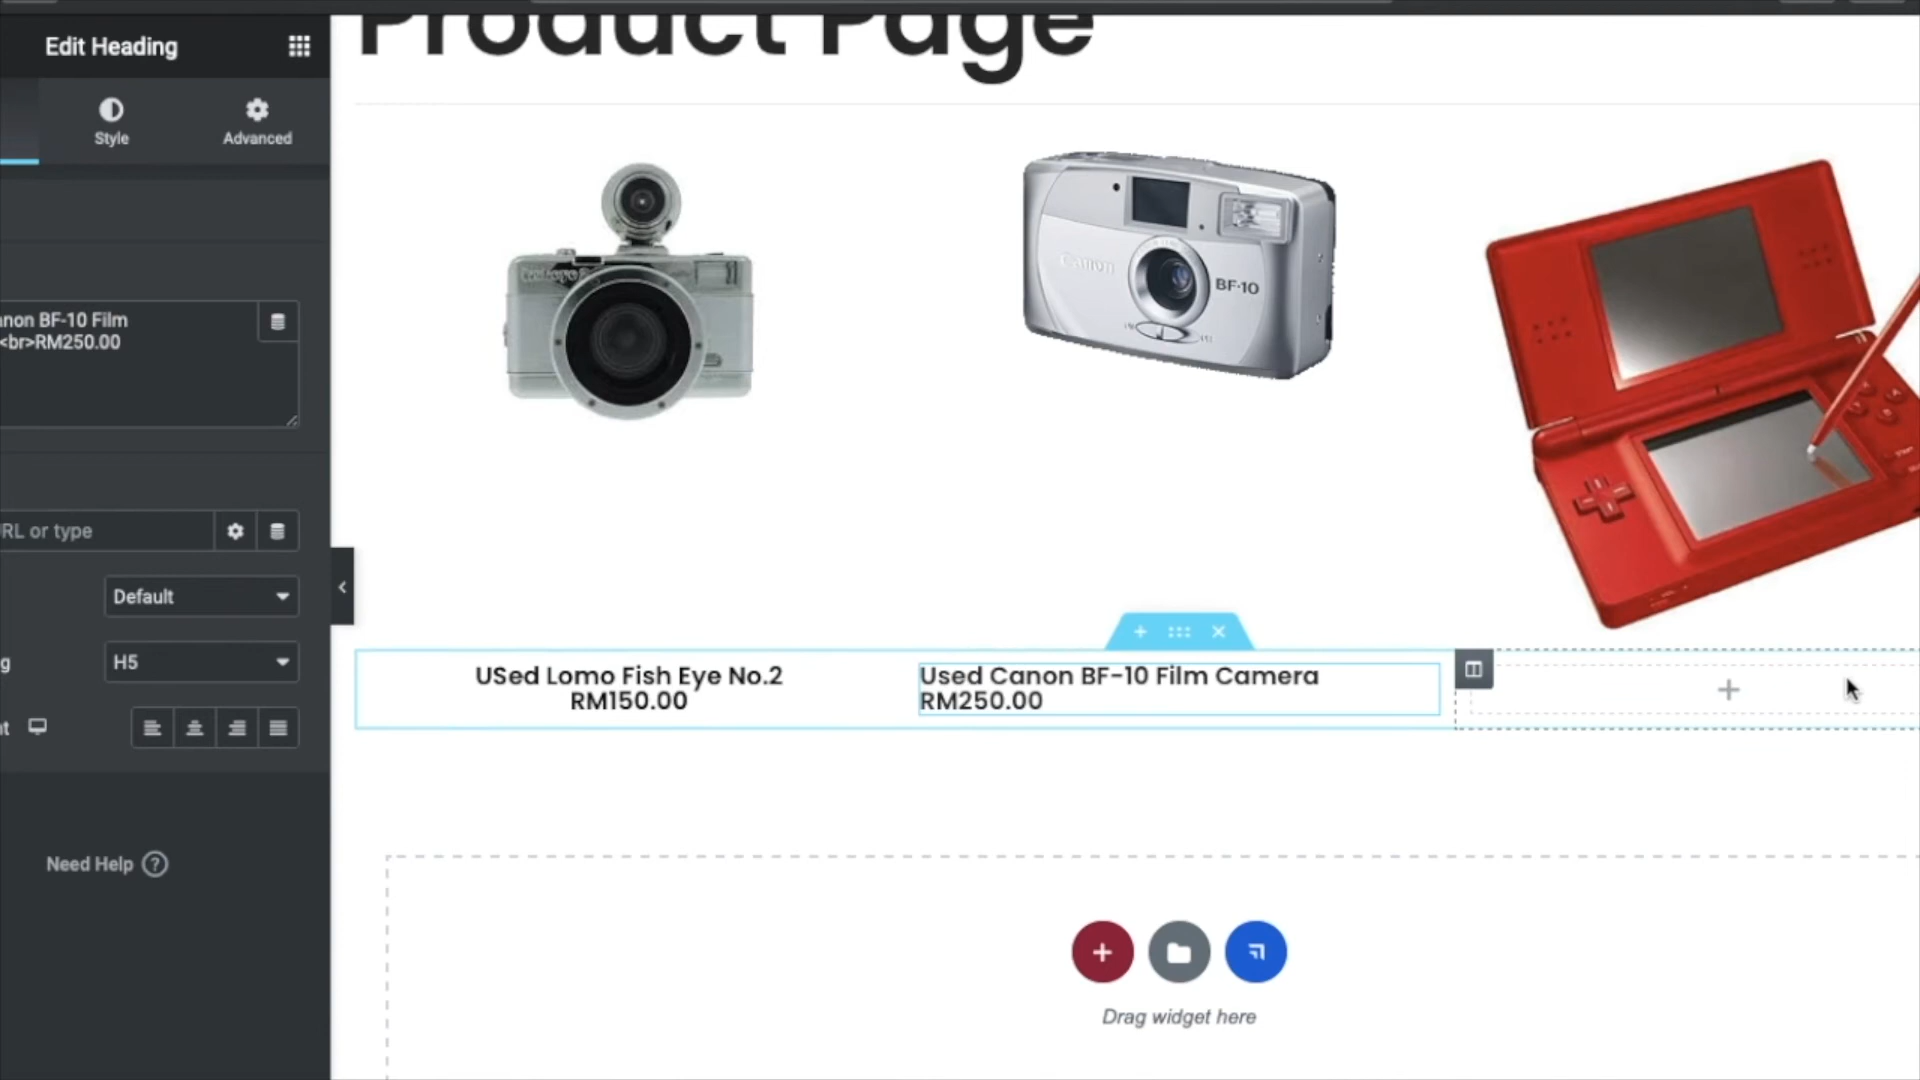 Product Page
Edit Heading
Style
Advanced
Canon
BF-10
anon BF-10 Film
<br>RM250.00
RL or type
Default
g
H5
t
USed Lomo Fish Eye No.2
RM150.00
Used Canon BF-10 Film Camera
RM250.00
Need Help
Drag widget here